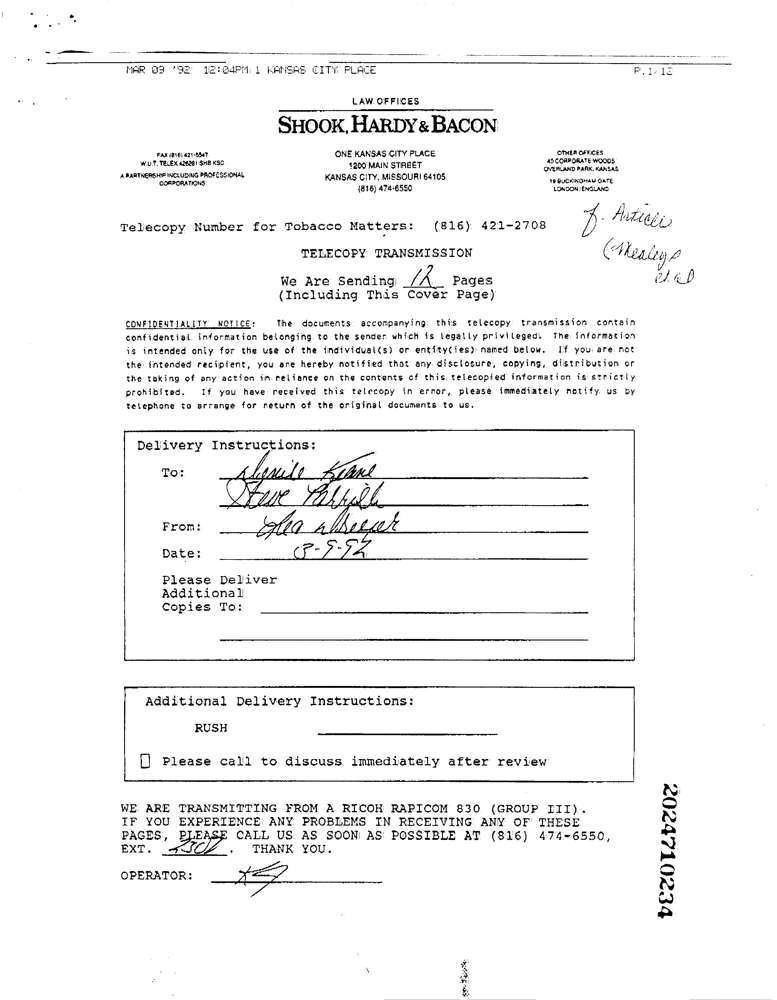 MAR 09 '92 12:04PM 1 KANSAS CITY PLACE P.1/12
LAW OFFICES
SHOOK, HARDY & BACON
FAX (816) 421-5547
W.U.T. TELEX 426261 SHB KSC
A PARTNERSHIP INCLUDING PROFESSIONAL
CORPORATIONS
ONE KANSAS CITY PLACE
1200 MAIN STREET
KANSAS CITY, MISSOURI 64105
(816) 474-6550
OTHER OFFICES
40 CORPORATE WOODS
OVERLAND PARK, KANSAS
19 BUCKINGHAM GATE
LONDON, ENGLAND
f. Articles
(Mealeys
et al
Telecopy Number for Tobacco Matters: (816) 421-2708
TELECOPY TRANSMISSION
We Are Sending 12 Pages
(Including This Cover Page)
CONFIDENTIALITY NOTICE: The documents accompanying this telecopy transmission contain
confidential information belonging to the sender which is legally privileged. The information
is intended only for the use of the individual(s) or entity(ies) named below. If you are not
the intended recipient, you are hereby notified that any disclosure, copying, distribution or
the taking of any action in reliance on the contents of this telecopied information is strictly
prohibited. If you have received this telecopy in error, please immediately notify us by
telephone to arrange for return of the original documents to us.
Delivery Instructions:
To: Denise Keane
Steve Parrish
From:
Date: 3-9-92
Please Deliver
Additional
Copies To:
Additional Delivery Instructions:
RUSH
Please call to discuss immediately after review
WE ARE TRANSMITTING FROM A RICOH RAPICOM 830 (GROUP III).
IF YOU EXPERIENCE ANY PROBLEMS IN RECEIVING ANY OF THESE
PAGES, PLEASE CALL US AS SOON AS POSSIBLE AT (816) 474-6550,
EXT. . THANK YOU.
OPERATOR:
2024710234